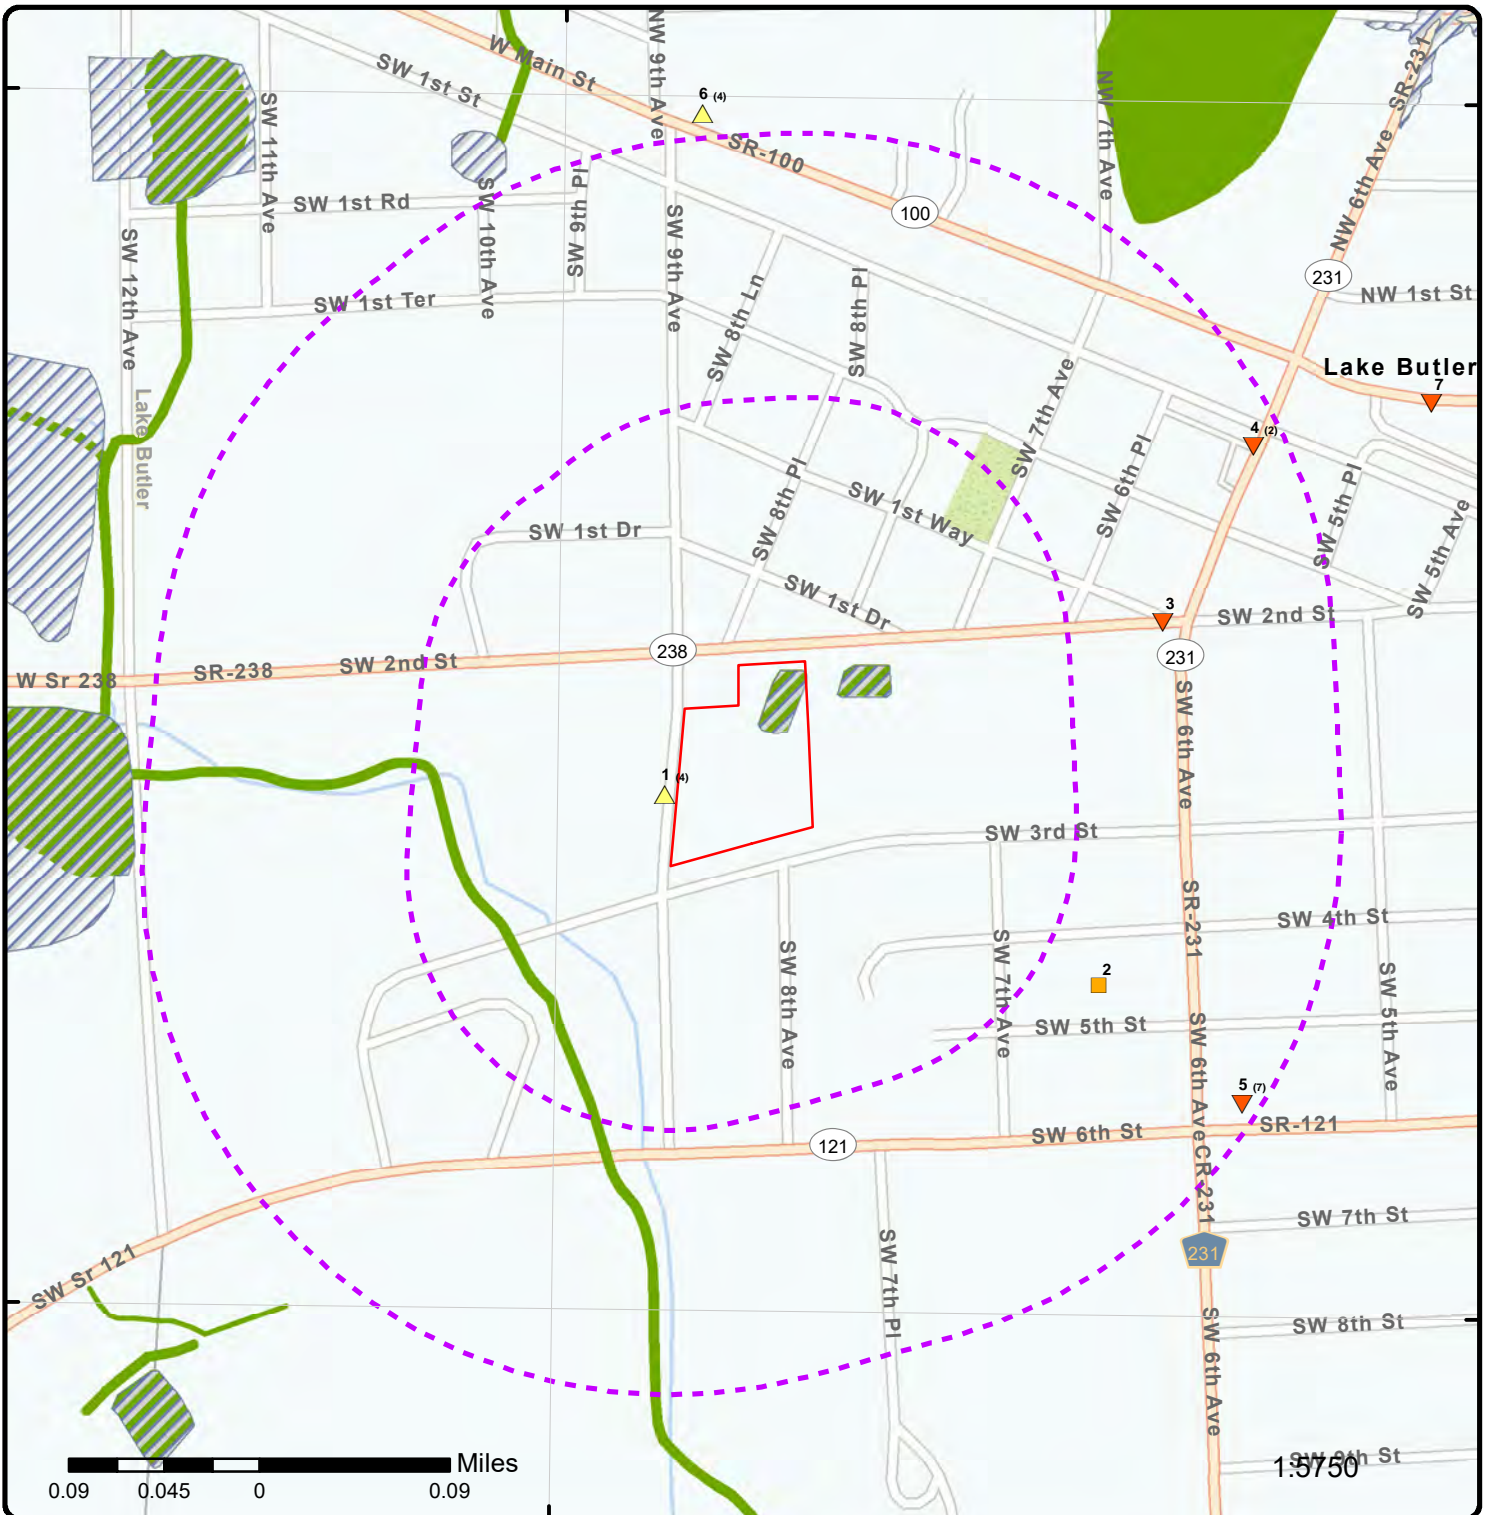 W Main St
SW 1st St
NW 9th Ave
6 (4)
SR-100
100
NW 7th Ave
SR-231
NW 6th Ave
231
NW 1st St
SW 11th Ave
SW 1st Rd
SW 10th Ave
SW 9th Pl
SW 9th Ave
SW 12th Ave
SW 1st Ter
SW 8th Ln
SW 8th Pl
Lake Butler
7
4 (2)
Lake Butler
SW 7th Ave
SW 6th Pl
SW 5th Pl
SW 5th Ave
SW 8th Pl
SW 1st Way
SW 1st Dr
SW 1st Dr
3
SW 2nd St
238
231
W Sr 238
SR-238
SW 2nd St
SW 6th Ave
1 (4)
SW 3rd St
SR-231
SW 4th St
SW 8th Ave
SW 7th Ave
2
SW 5th St
SW 5th Ave
SW 6th Ave
5 (7)
SR-121
SW 6th St
121
CR-231
SW 7th St
231
SW 7th Pl
SW Sr 121
SW 8th St
SW 6th Ave
SW 9th St
1:5750
Miles
0.09 0.045 0 0.09